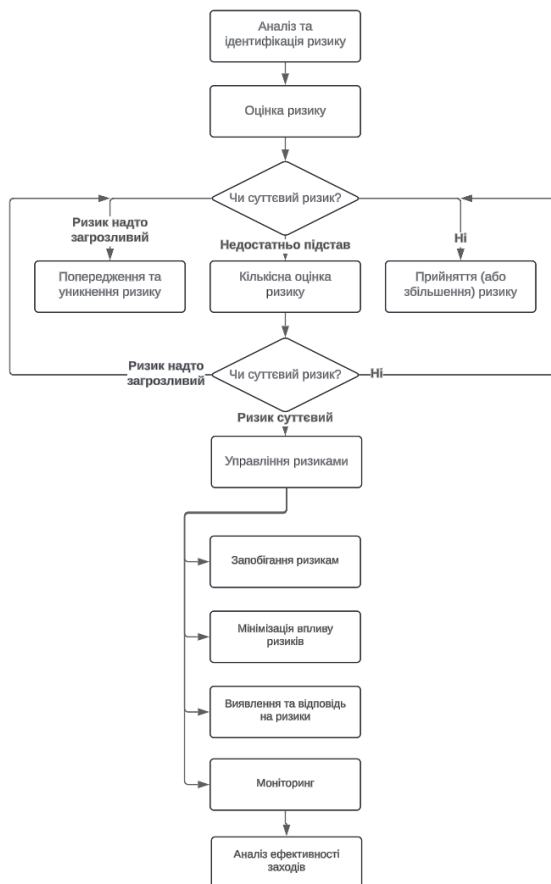 Аналіз та
ідентифікація ризику
Оцінка ризику
Чи суттєвий ризик?
Ризик надто
загрозливий
Недостатньо підстав
Ні
Попередження та
уникнення ризику
Кількісна оцінка
ризику
Прийняття (або
збільшення) ризику
Ризик надто
загрозливий
Чи суттєвий ризик?
Ні
Ризик суттєвий
Управління ризиками
Запобігання ризикам
Мінімізація впливу
ризиків
Виявлення та відповідь
на ризики
Моніторинг
Аналіз ефективності
заходів